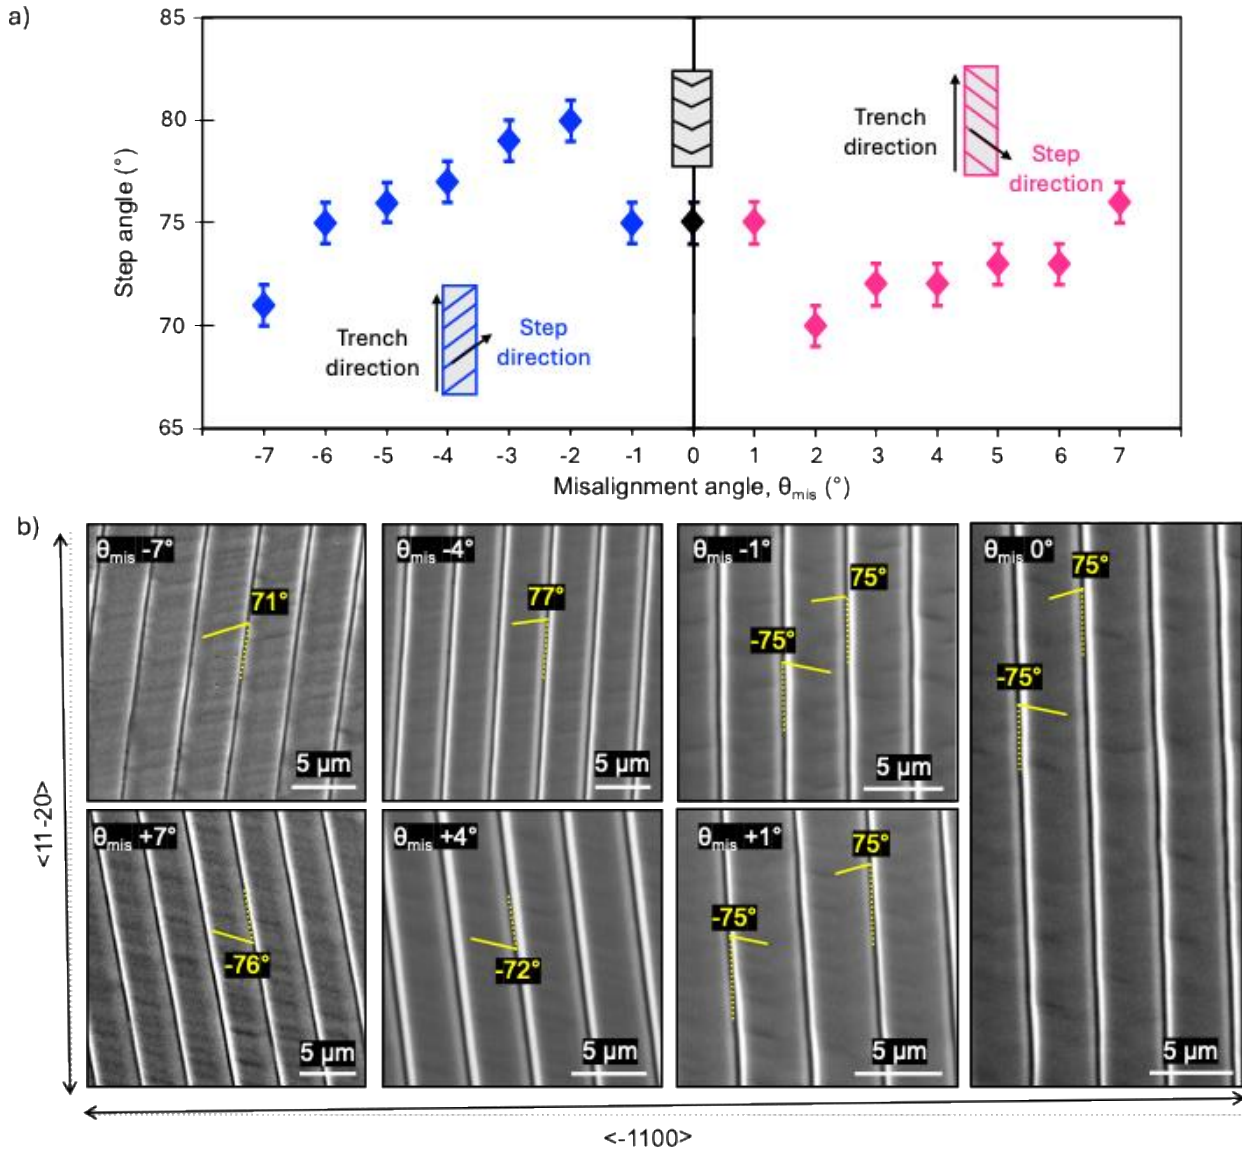 a)
85
80
75
70
65
Step angle (°)
Trench
direction
Step
direction
Trench
direction
Step
direction
-7 -6 -5 -4 -3 -2 -1 0 1 2 3 4 5 6 7
Misalignment angle, θmis (°)
b)
<11-20>
θmis -7°
71°
5 µm
θmis -4°
77°
5 µm
θmis -1°
75°
-75°
5 µm
θmis 0°
75°
-75°
5 µm
θmis +7°
-76°
5 µm
θmis +4°
-72°
5 µm
θmis +1°
75°
-75°
5 µm
<-1100>